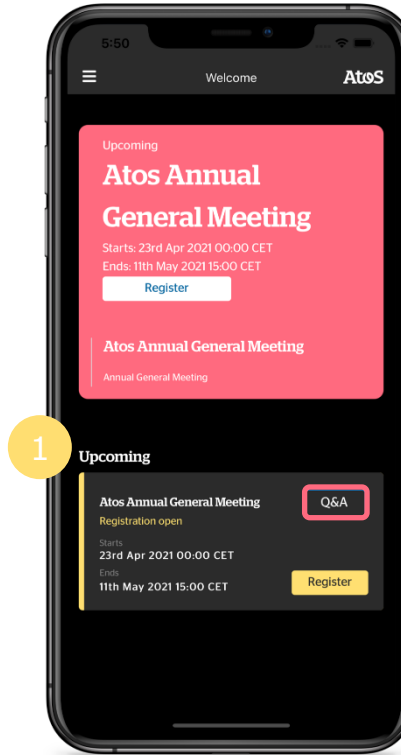 5:50
Welcome
Atos
Upcoming
Atos Annual
General Meeting
Starts: 23rd Apr 2021 00:00 CET
Ends: 11th May 2021 15:00 CET
Register
Atos Annual General Meeting
Annual General Meeting
1
Upcoming
Atos Annual General Meeting
Q&A
Registration open
Starts
23rd Apr 2021 00:00 CET
Ends
11th May 2021 15:00 CET
Register